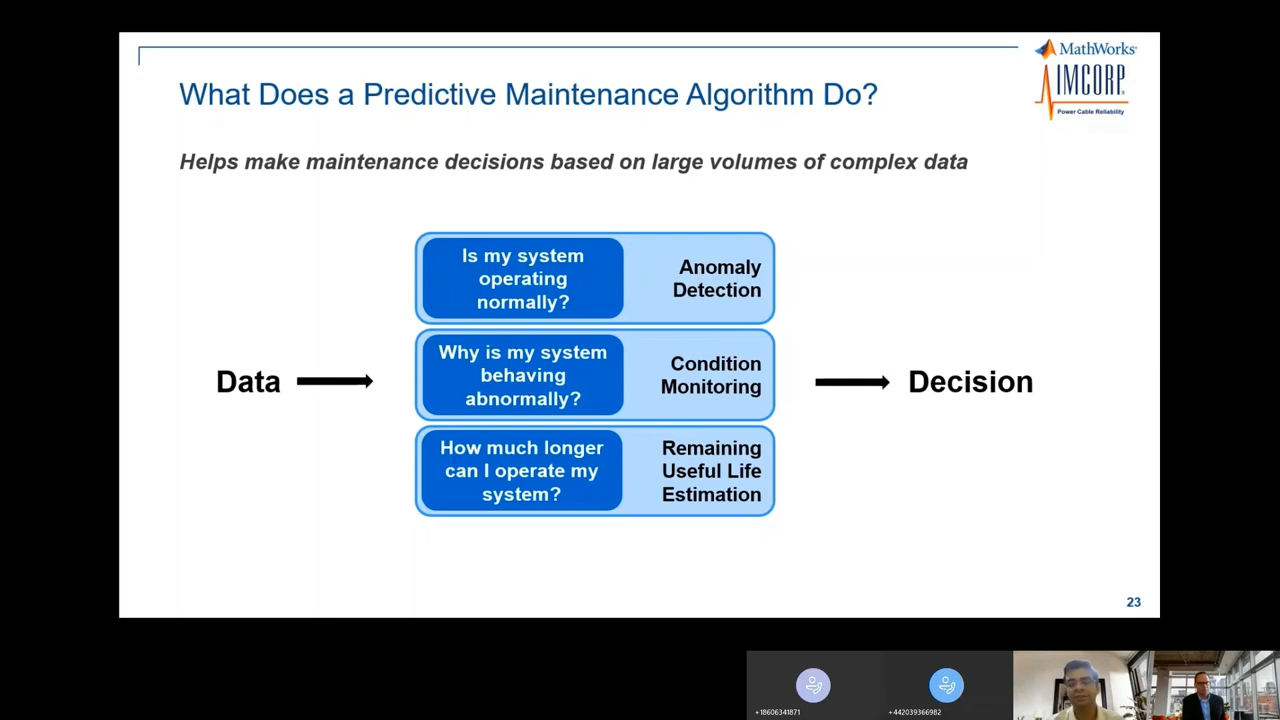 MathWorks®
IMCORP®
Power Cable Reliability
What Does a Predictive Maintenance Algorithm Do?
Helps make maintenance decisions based on large volumes of complex data
Is my system
operating
normally?
Anomaly
Detection
Data
Why is my system
behaving
abnormally?
Condition
Monitoring
Decision
How much longer
can I operate my
system?
Remaining
Useful Life
Estimation
23
+18606341871
+442039366982